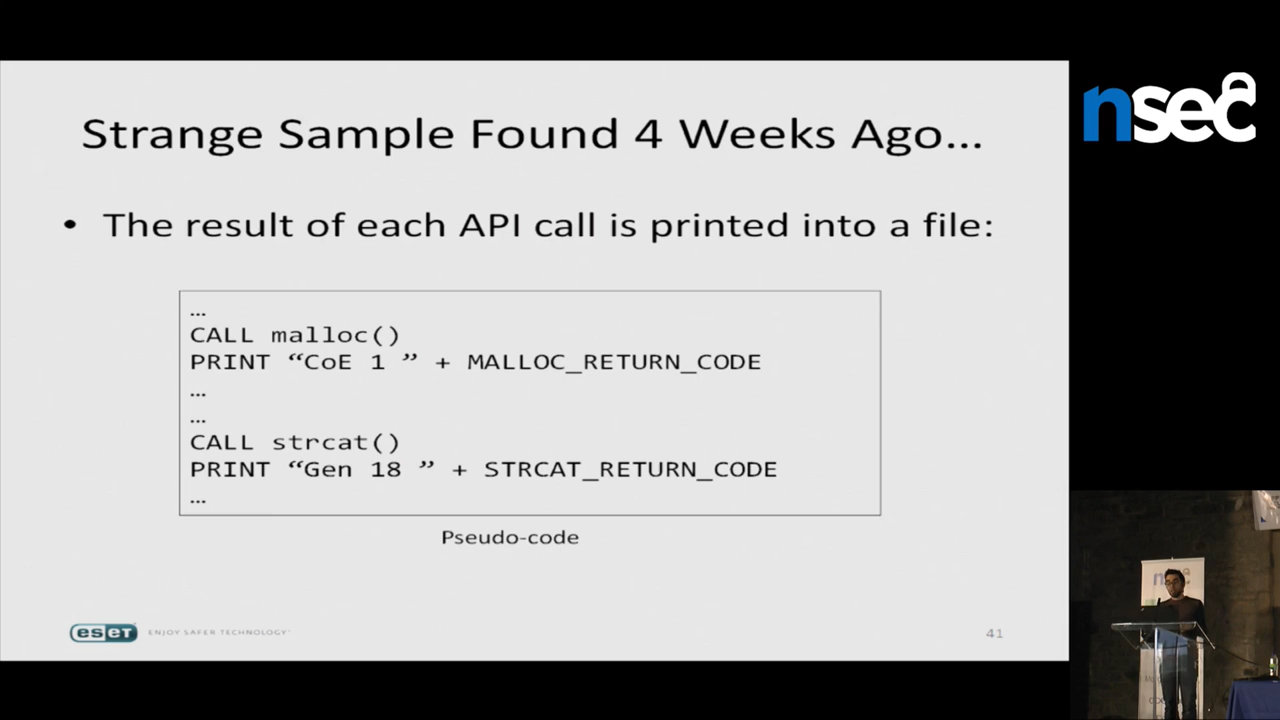 Strange Sample Found 4 Weeks Ago…
• The result of each API call is printed into a file:
…
CALL malloc()
PRINT “CoE 1 ” + MALLOC_RETURN_CODE
…
…
CALL strcat()
PRINT “Gen 18 ” + STRCAT_RETURN_CODE
…
Pseudo-code
eseT ENJOY SAFER TECHNOLOGY™
41
nsec